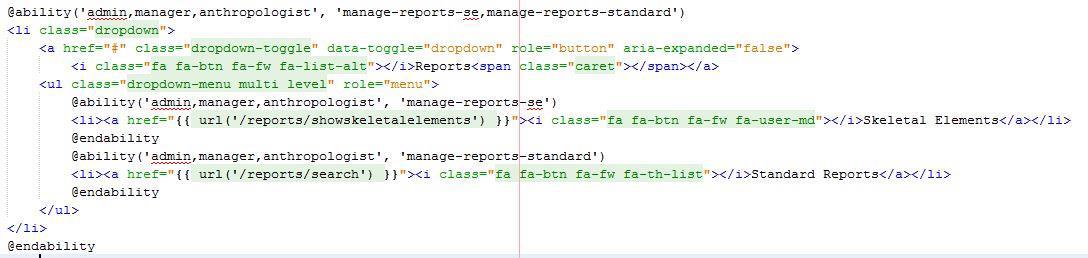 @ability('admin,manager,anthropologist', 'manage-reports-se,manage-reports-standard')
<li class="dropdown">
    <a href="#" class="dropdown-toggle" data-toggle="dropdown" role="button" aria-expanded="false">
        <i class="fa fa-btn fa-fw fa-list-alt"></i>Reports<span class="caret"></span></a>
    <ul class="dropdown-menu multi level" role="menu">
        @ability('admin,manager,anthropologist', 'manage-reports-se')
        <li><a href="{{ url('/reports/showskeletalelements') }}"><i class="fa fa-btn fa-fw fa-user-md"></i>Skeletal Elements</a></li>
        @endability
        @ability('admin,manager,anthropologist', 'manage-reports-standard')
        <li><a href="{{ url('/reports/search') }}"><i class="fa fa-btn fa-fw fa-th-list"></i>Standard Reports</a></li>
        @endability
    </ul>
</li>
@endability